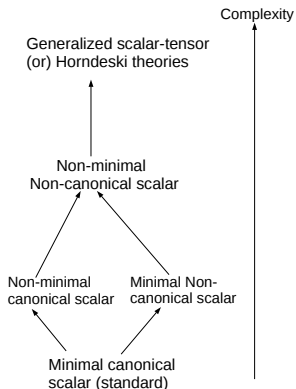 Complexity
Generalized scalar-tensor
(or) Horndeski theories
Non-minimal
Non-canonical scalar
Non-minimal
canonical scalar
Minimal Non-
canonical scalar
Minimal canonical
scalar (standard)